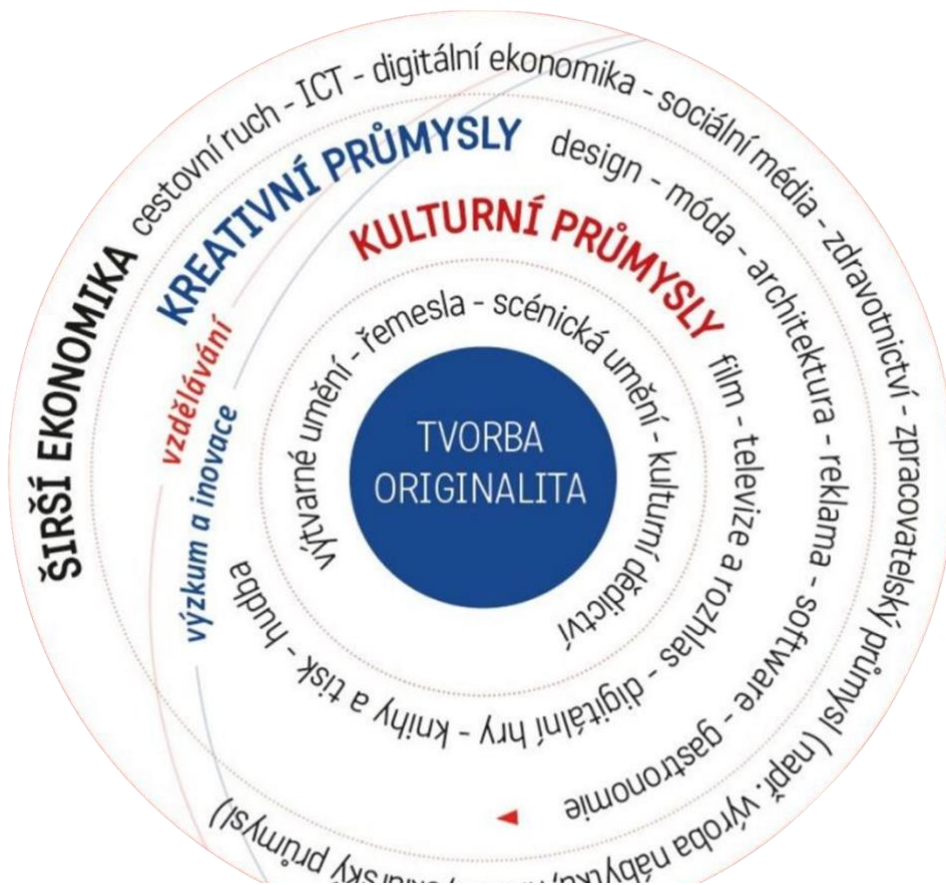 ŠIRŠÍ EKONOMIKA cestovní ruch - ICT - digitální ekonomika - sociální média - zdravotnictví - zpracovatelský průmysl (např. výroba nábytku, průmysl)
KREATIVNÍ PRŮMYSLY design - móda - architektura - reklama - software - gastronomie
KULTURNÍ PRŮMYSLY film - televize a rozhlas - digitální hry - knihy a tisk - hudba
výtvarné umění - řemesla - scénická umění - kulturní dědictví
TVORBA
ORIGINALITA
vzdělávání
výzkum a inovace